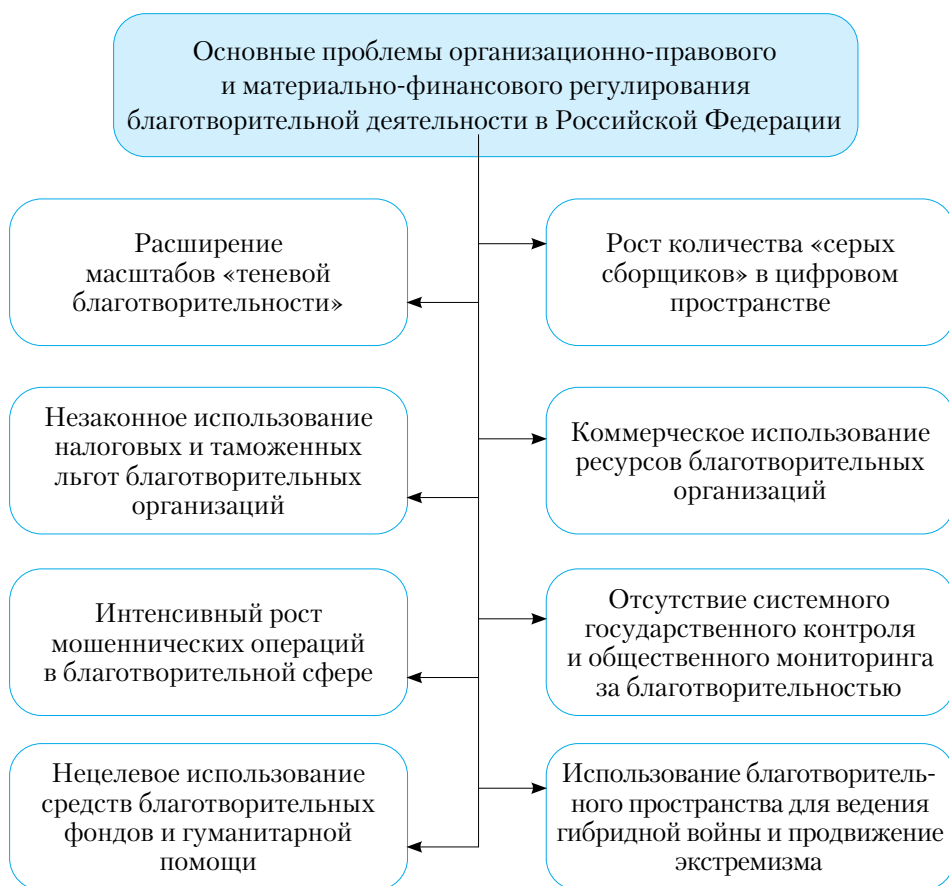 Основные проблемы организационно-правового
и материально-финансового регулирования
благотворительной деятельности в Российской Федерации
Расширение
масштабов «теневой
благотворительности»
Рост количества «серых
сборщиков» в цифровом
пространстве
Незаконное использование
налоговых и таможенных
льгот благотворительных
организаций
Коммерческое использование
ресурсов благотворительных
организаций
Интенсивный рост
мошеннических операций
в благотворительной сфере
Отсутствие системного
государственного контроля
и общественного мониторинга
за благотворительностью
Нецелевое использование
средств благотворительных
фондов и гуманитарной
помощи
Использование благотворитель-
ного пространства для ведения
гибридной войны и продвижение
экстремизма